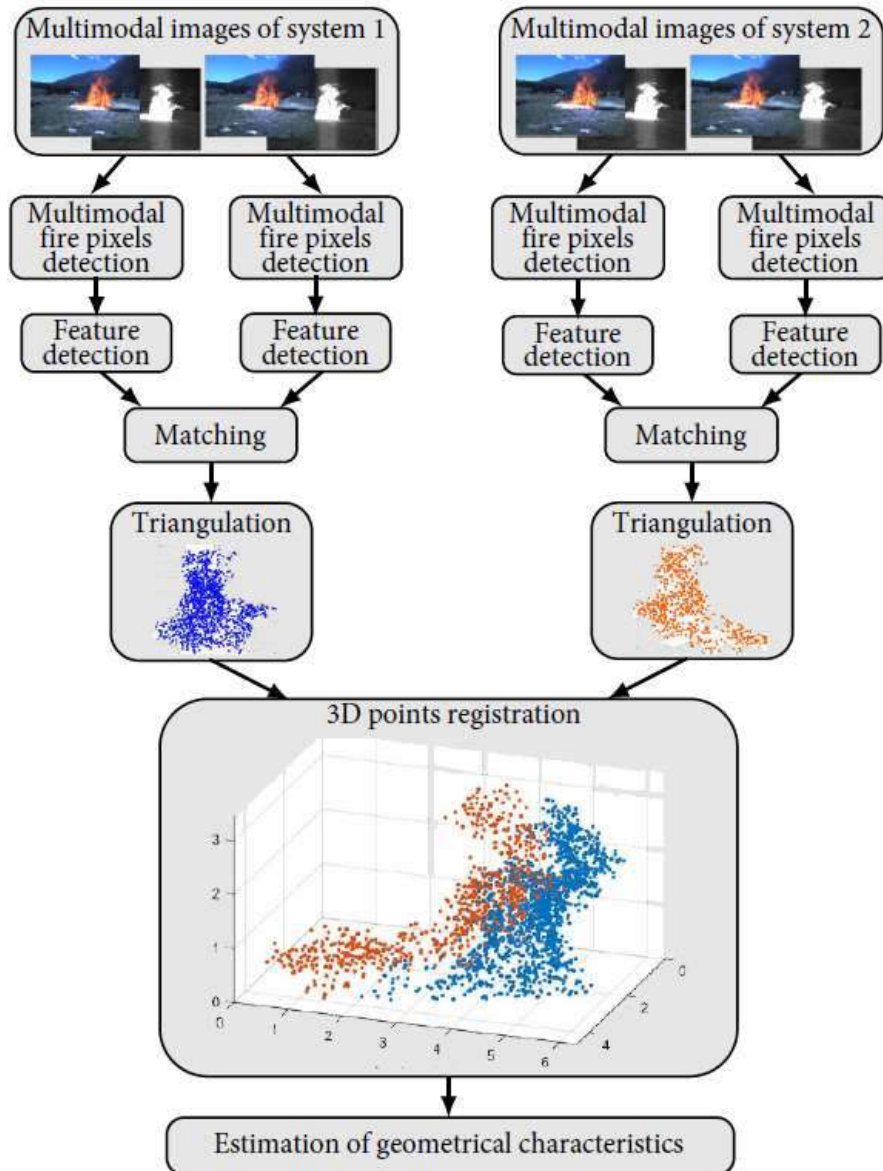 Multimodal images of system 1
Multimodal images of system 2
Multimodal
fire pixels
detection
Multimodal
fire pixels
detection
Multimodal
fire pixels
detection
Multimodal
fire pixels
detection
Feature
detection
Feature
detection
Feature
detection
Feature
detection
Matching
Matching
Triangulation
Triangulation
3D points registration
3
2
1
0
0
1
2
3
4
5
6
0
2
4
Estimation of geometrical characteristics